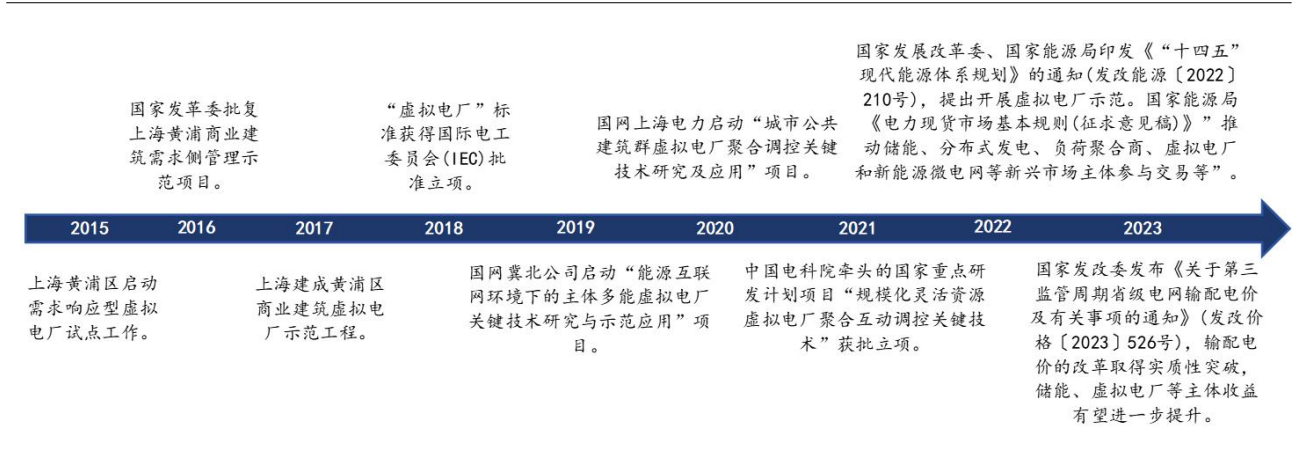 国家发革委批复
上海黄浦商业建
筑需求侧管理示
范项目。
“虚拟电厂”标
准获得国际电工
委员会(IEC)批
准立项。
国网上海电力启动“城市公共
建筑群虚拟电厂聚合调控关键
技术研究及应用”项目。
国家发展改革委、国家能源局印发《“十四五”
现代能源体系规划》的通知(发改能源〔2022〕
210号)，提出开展虚拟电厂示范。国家能源局
《电力现货市场基本规则(征求意见稿)》”推
动储能、分布式发电、负荷聚合商、虚拟电厂
和新能源微电网等新兴市场主体参与交易等”。
2015 2016 2017 2018 2019 2020 2021 2022 2023
上海黄浦区启动
需求响应型虚拟
电厂试点工作。
上海建成黄浦区
商业建筑虚拟电
厂示范工程。
国网冀北公司启动“能源互联
网环境下的主体多能虚拟电厂
关键技术研究与示范应用”项
目。
中国电科院牵头的国家重点研
发计划项目“规模化灵活资源
虚拟电厂聚合互动调控关键技
术”获批立项。
国家发改委发布《关于第三
监管周期省级电网输配电价
及有关事项的通知》(发改价
格〔2023〕526号)，输配电
价的改革取得实质性突破，
储能、虚拟电厂等主体收益
有望进一步提升。